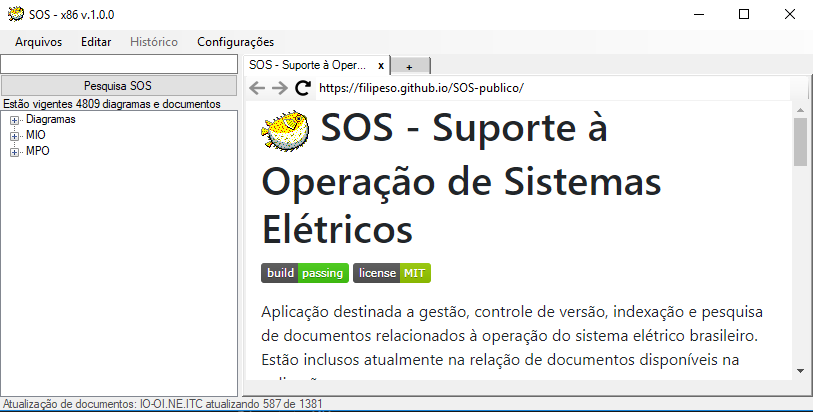 SOS - x86 v.1.0.0
Arquivos Editar Histórico Configurações
Pesquisa SOS
Estão vigentes 4809 diagramas e documentos
Diagramas
MIO
MPO
SOS - Suporte à Oper... x +
https://filipeso.github.io/SOS-publico/
SOS - Suporte à
Operação de Sistemas
Elétricos
build passing license MIT
Aplicação destinada a gestão, controle de versão, indexação e pesquisa
de documentos relacionados à operação do sistema elétrico brasileiro.
Estão inclusos atualmente na relação de documentos disponíveis na
Atualização de documentos: IO-OI.NE.ITC atualizando 587 de 1381